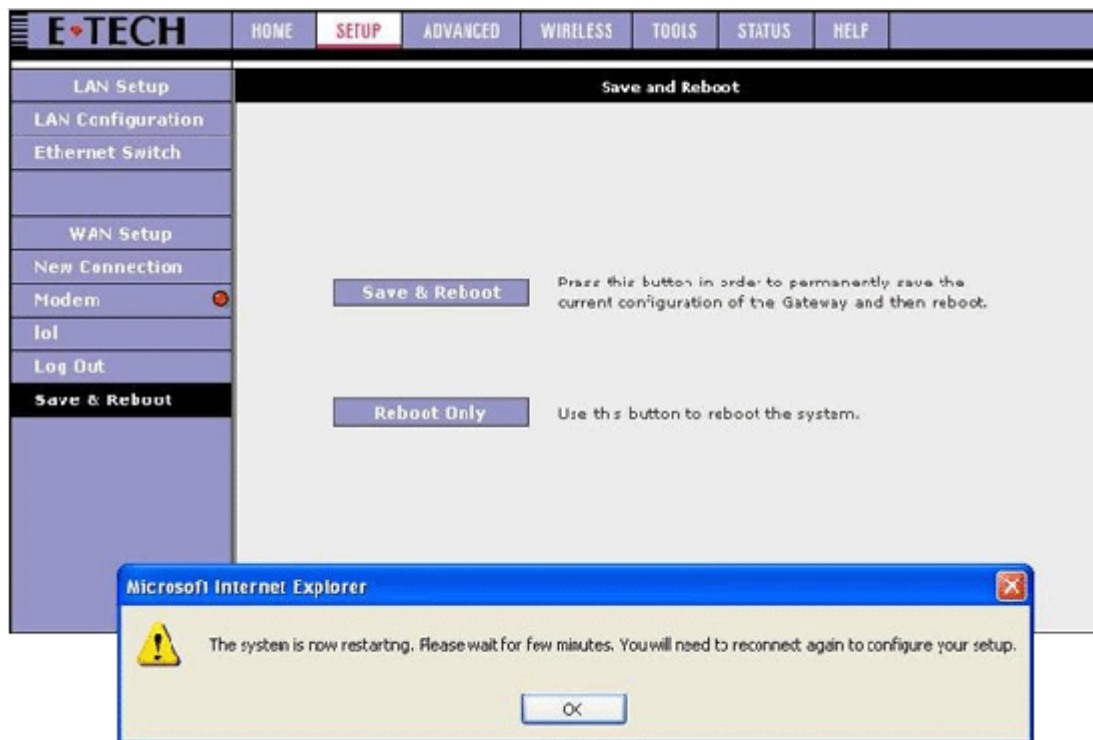 E•TECH
HOME
SETUP
ADVANCED
WIRELESS
TOOLS
STATUS
HELP
LAN Setup
LAN Configuration
Ethernet Switch
WAN Setup
New Connection
Modem
lol
Log Out
Save & Reboot
Save and Reboot
Save & Reboot
Press this button in order to permanently save the
current configuration of the Gateway and then reboot.
Reboot Only
Use this button to reboot the system.
Microsoft Internet Explorer
The system is now restarting. Please wait for few minutes. You will need to reconnect again to configure your setup.
OK